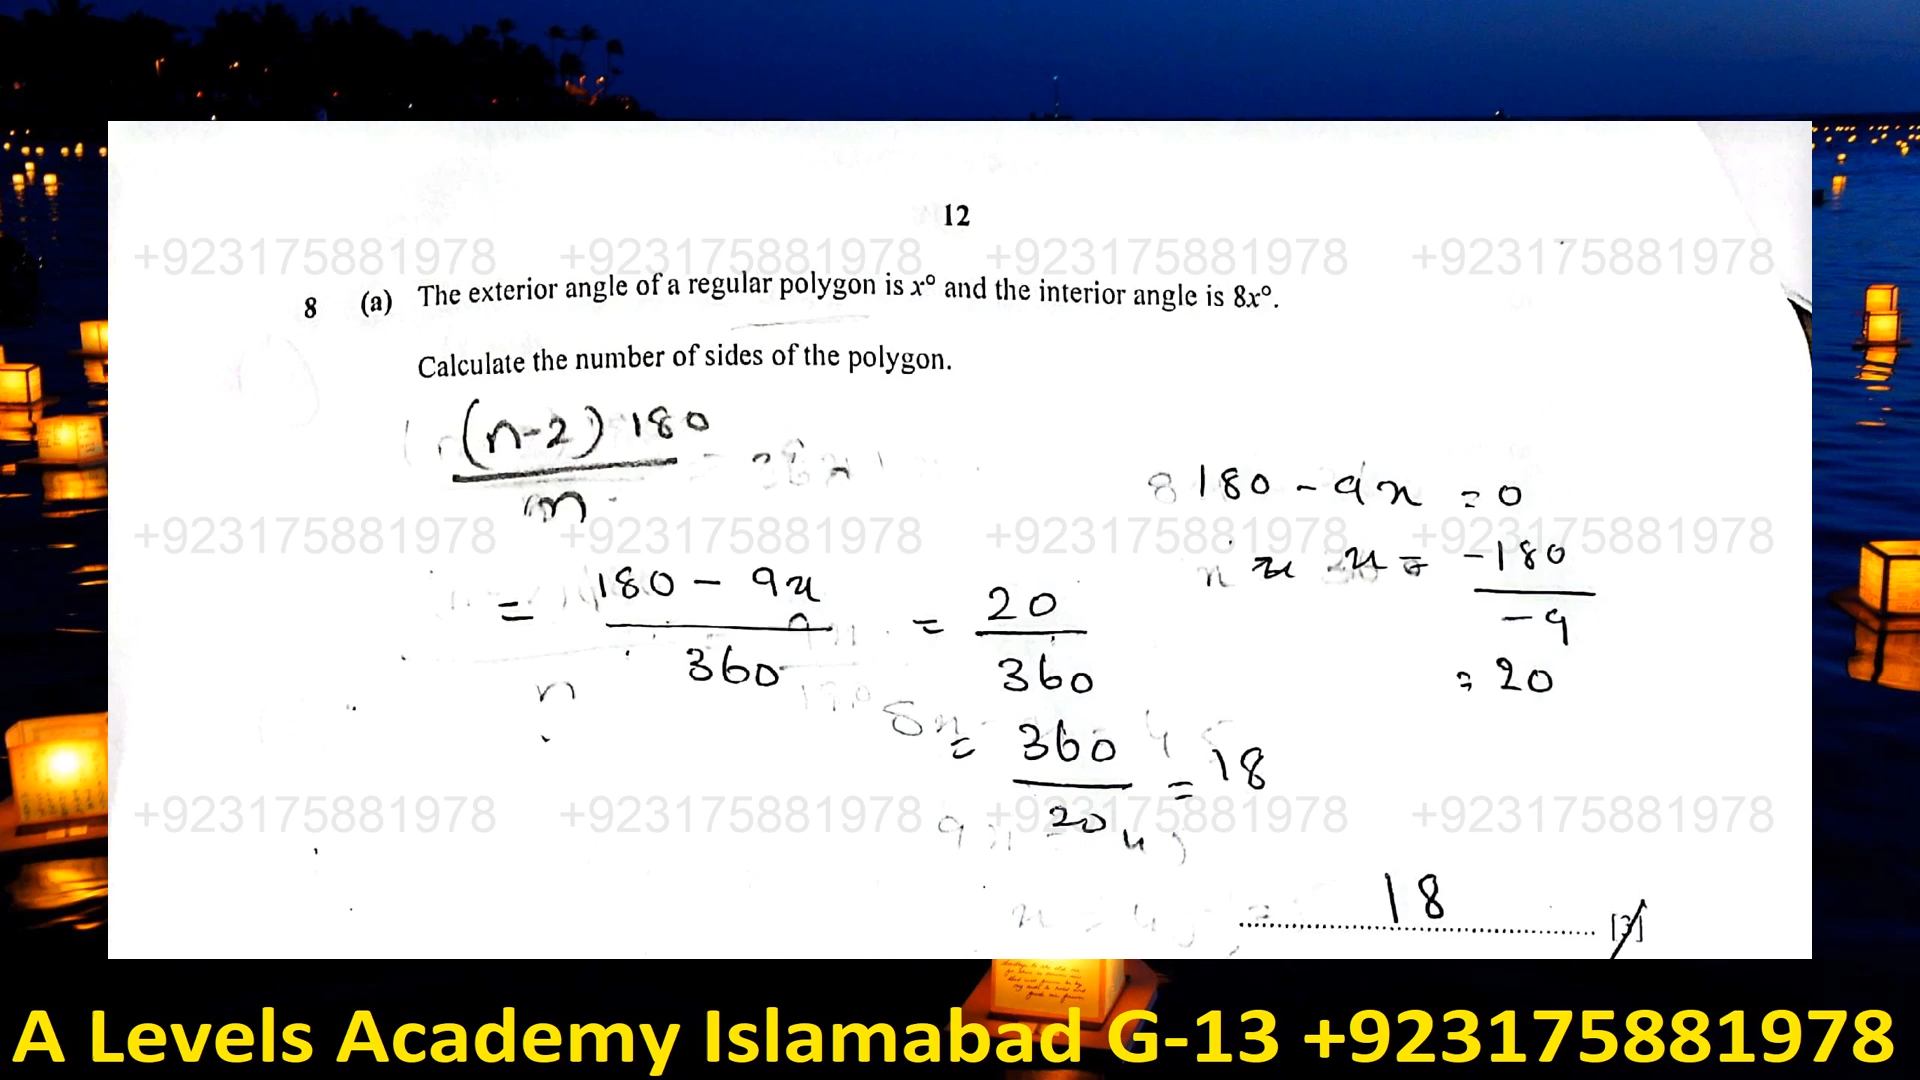 12
+923175881978 +923175881978 +923175881978 +923175881978
8 (a) The exterior angle of a regular polygon is x° and the interior angle is 8x°.
Calculate the number of sides of the polygon.
(n-2) 180
n
180 - 9x = 0
+923175881978 +923175881978 +923175881978 +923175881978
x = -180
-9
= 20
= 180 - 9x = 20
360 360
n
= 360 = 18
20
+923175881978 +923175881978 +923175881978 +923175881978
18 [3]
A Levels Academy Islamabad G-13 +923175881978